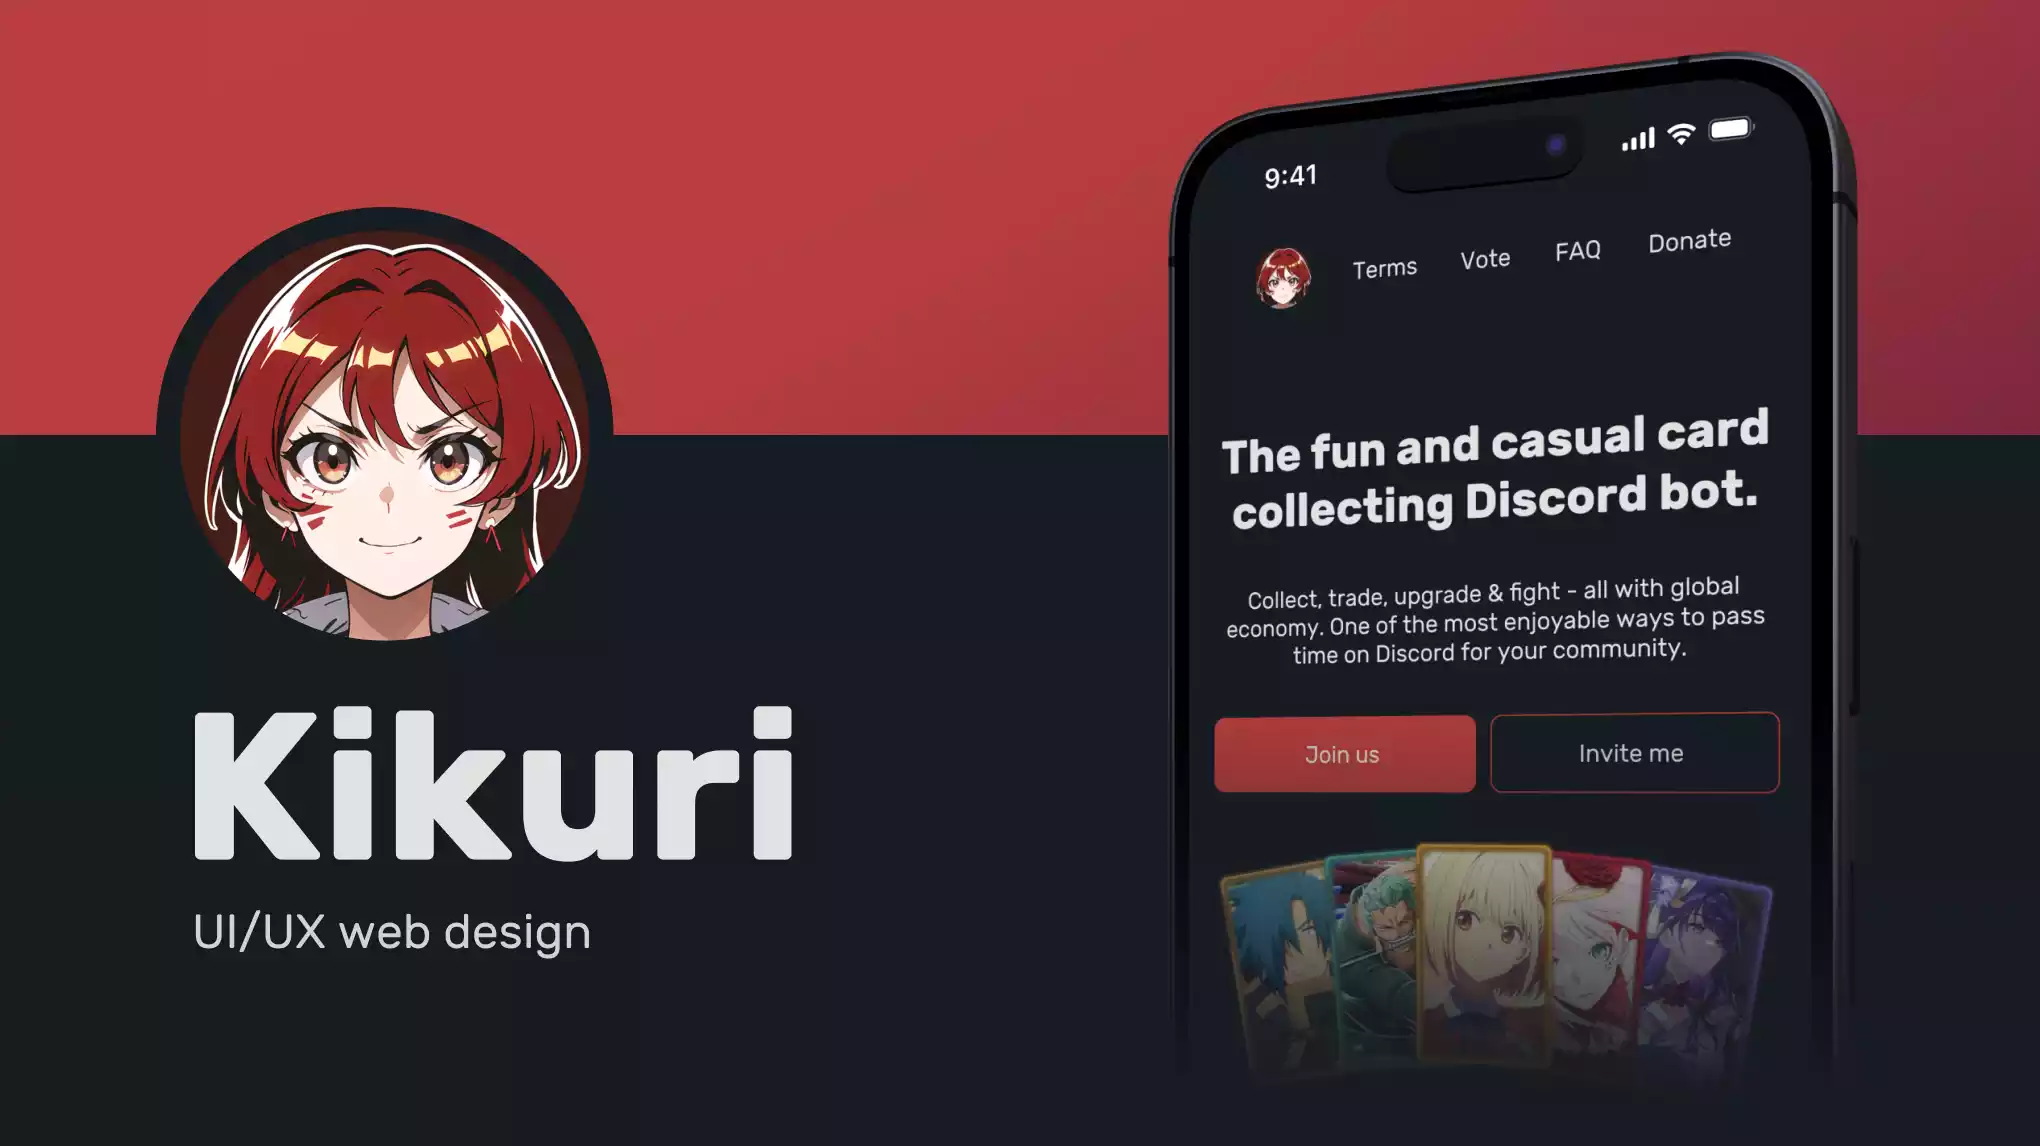 Kikuri
UI/UX web design
9:41
Terms Vote FAQ Donate
The fun and casual card
collecting Discord bot.
Collect, trade, upgrade & fight - all with global
economy. One of the most enjoyable ways to pass
time on Discord for your community.
Join us
Invite me